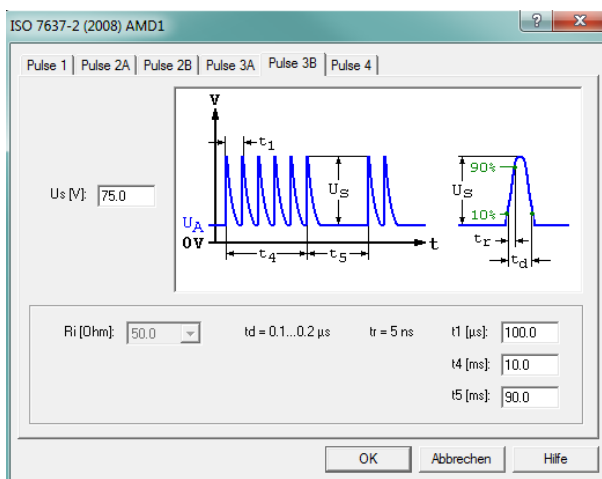 ISO 7637-2 (2008) AMD1
Pulse 1 Pulse 2A Pulse 2B Pulse 3A Pulse 3B Pulse 4
Us [V]: 75.0
V
t1
US
UA
0V
t
t4
t5
US
90%
10%
tr
td
Ri [Ohm]: 50.0 td = 0.1...0.2 µs tr = 5 ns t1 [µs]: 100.0
t4 [ms]: 10.0
t5 [ms]: 90.0
OK Abbrechen Hilfe